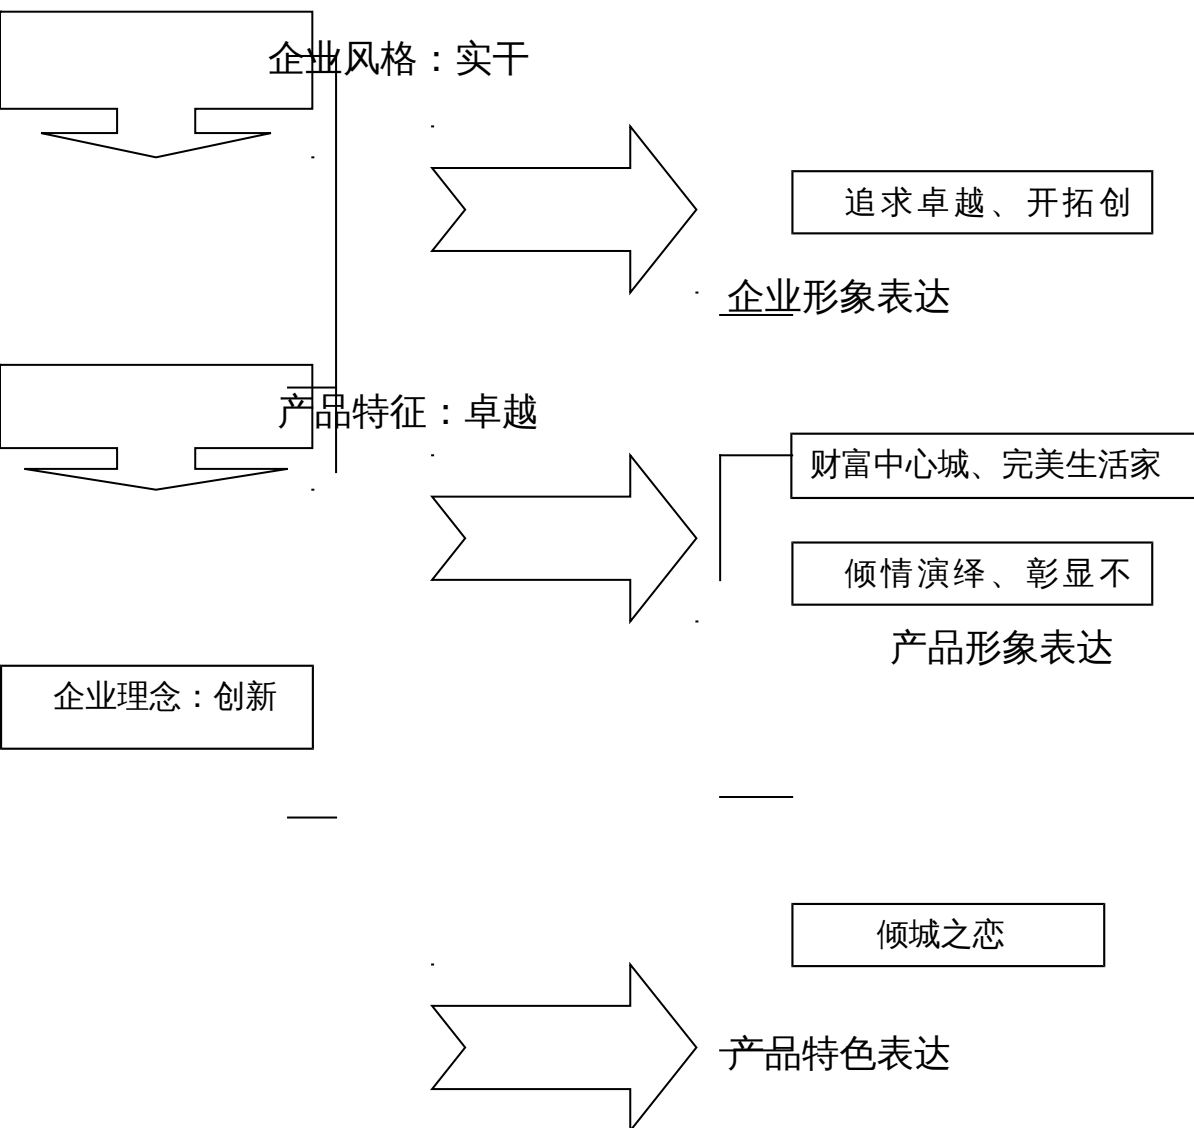 企业风格：实干
追求卓越、开拓创
企业形象表达
产品特征：卓越
财富中心城、完美生活家
倾情演绎、彰显不
产品形象表达
企业理念：创新
倾城之恋
产品特色表达